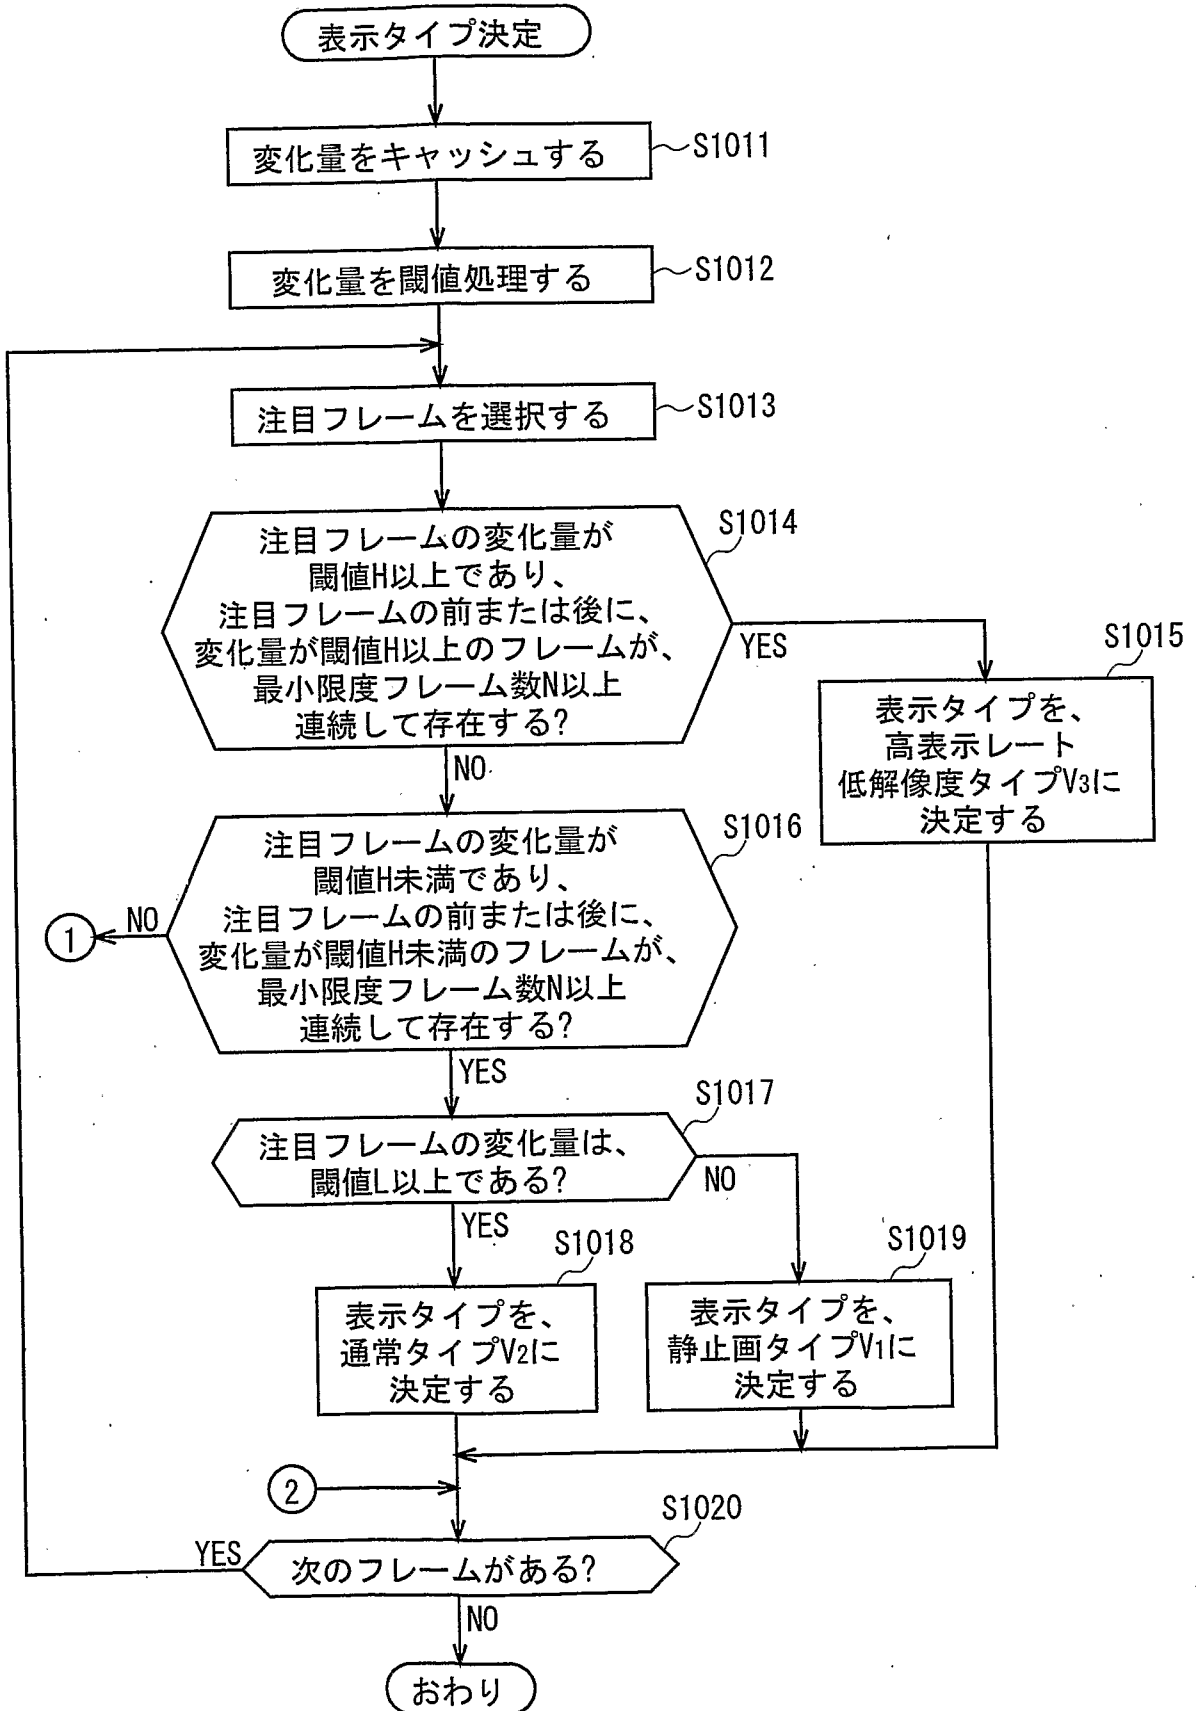 表示タイプ決定
変化量をキャッシュする
S1011
変化量を閾値処理する
S1012
注目フレームを選択する
S1013
注目フレームの変化量が
閾値H以上であり、
注目フレームの前または後に、
変化量が閾値H以上のフレームが、
最小限度フレーム数N以上
連続して存在する?
S1014
YES
NO
S1015
表示タイプを、
高表示レート
低解像度タイプV3に
決定する
注目フレームの変化量が
閾値H未満であり、
注目フレームの前または後に、
変化量が閾値H未満のフレームが、
最小限度フレーム数N以上
連続して存在する?
S1016
NO
1
YES
注目フレームの変化量は、
閾値L以上である?
S1017
NO
YES
S1018
表示タイプを、
通常タイプV2に
決定する
S1019
表示タイプを、
静止画タイプV1に
決定する
2
S1020
次のフレームがある?
YES
NO
おわり